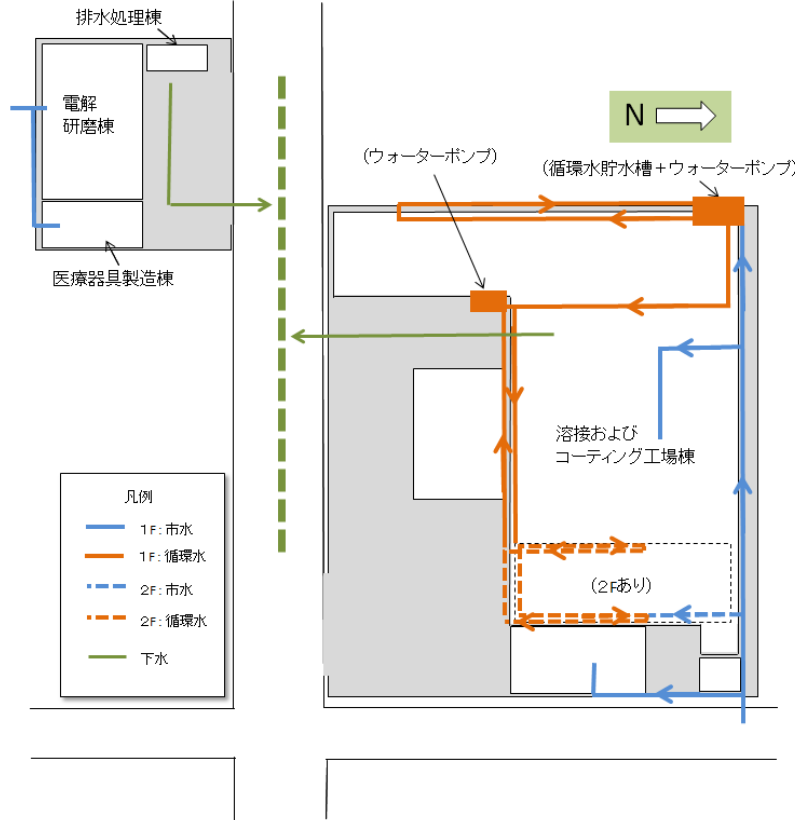 排水処理棟
電解
研磨棟
N
(ウォーターポンプ)
(循環水貯水槽+ウォーターポンプ)
医療器具製造棟
溶接および
コーティング工場棟
凡例
1F:市水
1F:循環水
2F:市水
2F:循環水
下水
(2Fあり)